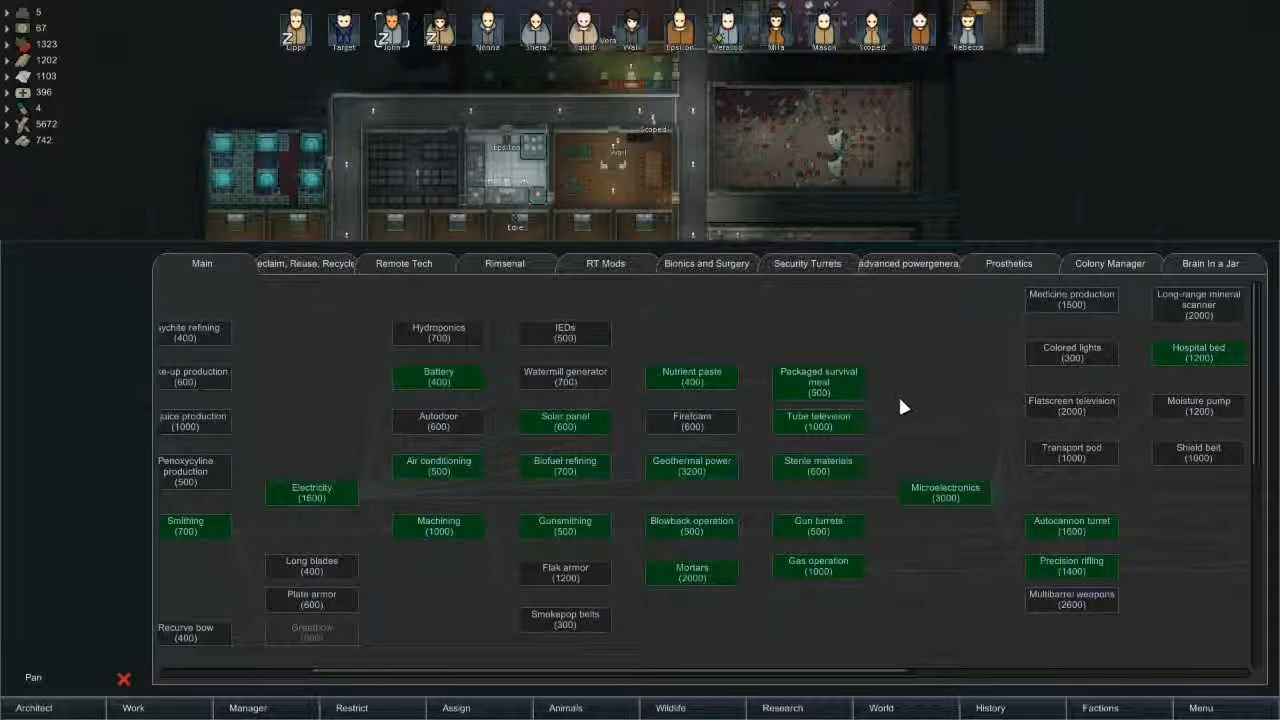 5
67
1323
1202
1103
396
4
5672
742
Lippy
Target
John
Edie
Nonna
Shera
Squid
Vera
Wail
Epsilon
Veraxoo
Milla
Mason
Scoped
Gray
Rebecca
Scoped
Epsilon
Wail
Edie
Main
eclaim, Reuse, Recycle
Remote Tech
Rimsenal
RT Mods
Bionics and Surgery
Security Turrets
advanced powergenera
Prosthetics
Colony Manager
Brain In a Jar
sychite refining
(400)
ke-up production
(600)
juice production
(1000)
Penoxycyline
production
(500)
Smithing
(700)
Recurve bow
(400)
Electricity
(1600)
Long blades
(400)
Plate armor
(600)
Greatbow
Hydroponics
(700)
Battery
(400)
Autodoor
(600)
Air conditioning
(500)
Machining
(1000)
IEDs
(500)
Watermill generator
(700)
Solar panel
(600)
Biofuel refining
(700)
Gunsmithing
(500)
Flak armor
(1200)
Smokepop belts
(300)
Nutrient paste
(400)
Firefoam
(600)
Geothermal power
(3200)
Blowback operation
(500)
Mortars
(2000)
Packaged survival
meal
(500)
Tube television
(1000)
Sterile materials
(600)
Gun turrets
(500)
Gas operation
(1000)
Microelectronics
(3000)
Medicine production
(1500)
Colored lights
(300)
Flatscreen television
(2000)
Transport pod
(1000)
Autocannon turret
(1600)
Precision rifling
(1400)
Multibarrel weapons
(2600)
Long-range mineral
scanner
(2000)
Hospital bed
(1200)
Moisture pump
(1200)
Shield belt
(1000)
Pan
Architect
Work
Manager
Restrict
Assign
Animals
Wildlife
Research
World
History
Factions
Menu